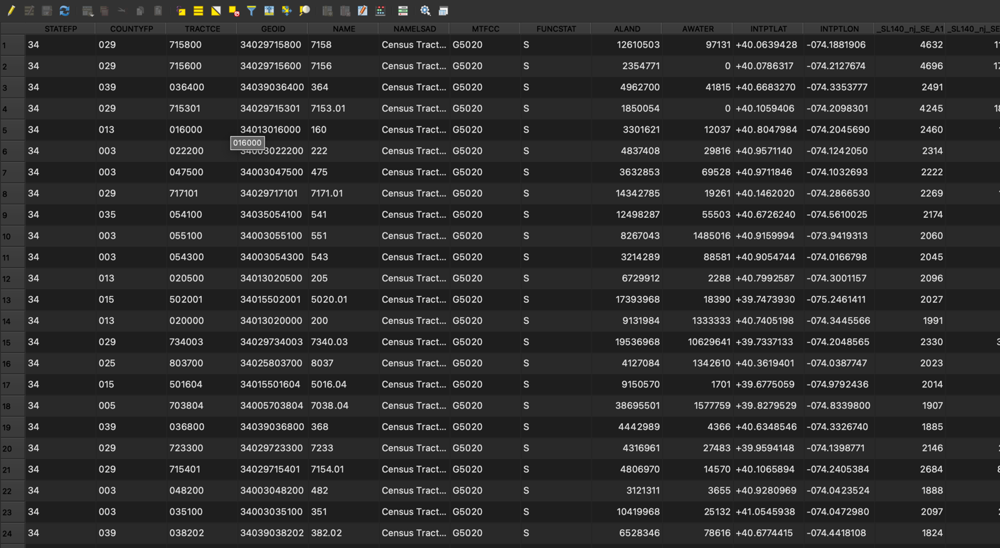 STATEFP COUNTYFP TRACTCE GEOID NAME NAMELSAD MTFCC FUNCSTAT ALAND AWATER INTPTLAT INTPTLON _SL140_nj_SE_A1 _SL140_nj_SE
1 34 029 715800 34029715800 7158 Census Tract... G5020 S 12610503 97131 +40.0639428 -074.1881906 4632 11
2 34 029 715600 34029715600 7156 Census Tract... G5020 S 2354771 0 +40.0786317 -074.2127674 4696 17
3 34 039 036400 34039036400 364 Census Tract... G5020 S 4962700 41815 +40.6683270 -074.3353777 2491
4 34 029 715301 34029715301 7153.01 Census Tract... G5020 S 1850054 0 +40.1059406 -074.2098301 4245 18
5 34 013 016000 34013016000 160 Census Tract... G5020 S 3301621 12037 +40.8047984 -074.2045690 2460
016000
6 34 003 022200 34003022200 222 Census Tract... G5020 S 4837408 29816 +40.9571140 -074.1242050 2314
7 34 003 047500 34003047500 475 Census Tract... G5020 S 3632853 69528 +40.9711846 -074.1032693 2222
8 34 029 717101 34029717101 7171.01 Census Tract... G5020 S 14342785 19261 +40.1462020 -074.2866530 2269
9 34 035 054100 34035054100 541 Census Tract... G5020 S 12498287 55503 +40.6726240 -074.5610025 2174
10 34 003 055100 34003055100 551 Census Tract... G5020 S 8267043 1485016 +40.9159994 -073.9419313 2060
11 34 003 054300 34003054300 543 Census Tract... G5020 S 3214289 88581 +40.9054744 -074.0166798 2045
12 34 013 020500 34013020500 205 Census Tract... G5020 S 6729912 2288 +40.7992587 -074.3001157 2096
13 34 015 502001 34015502001 5020.01 Census Tract... G5020 S 17393968 18390 +39.7473930 -075.2461411 2027
14 34 013 020000 34013020000 200 Census Tract... G5020 S 9131984 1333333 +40.7405198 -074.3445566 1991
15 34 029 734003 34029734003 7340.03 Census Tract... G5020 S 19536968 10629641 +39.7337133 -074.2048565 2330 3
16 34 025 803700 34025803700 8037 Census Tract... G5020 S 4127084 1342610 +40.3619401 -074.0387747 2023
17 34 015 501604 34015501604 5016.04 Census Tract... G5020 S 9150570 1701 +39.6775059 -074.9792436 2014
18 34 005 703804 34005703804 7038.04 Census Tract... G5020 S 38695501 1577759 +39.8279529 -074.8339800 1907
19 34 039 036800 34039036800 368 Census Tract... G5020 S 4442989 4366 +40.6348546 -074.3326740 1885
20 34 029 723300 34029723300 7233 Census Tract... G5020 S 4316961 27483 +39.9594148 -074.1398771 2146
21 34 029 715401 34029715401 7154.01 Census Tract... G5020 S 4806970 14570 +40.1065894 -074.2405384 2684 8
22 34 003 048200 34003048200 482 Census Tract... G5020 S 3121311 3655 +40.9280969 -074.0423524 1888
23 34 003 035100 34003035100 351 Census Tract... G5020 S 10419968 25132 +41.0545938 -074.0472980 2097
24 34 039 038202 34039038202 382.02 Census Tract... G5020 S 6528346 78616 +40.6774415 -074.4418108 1824